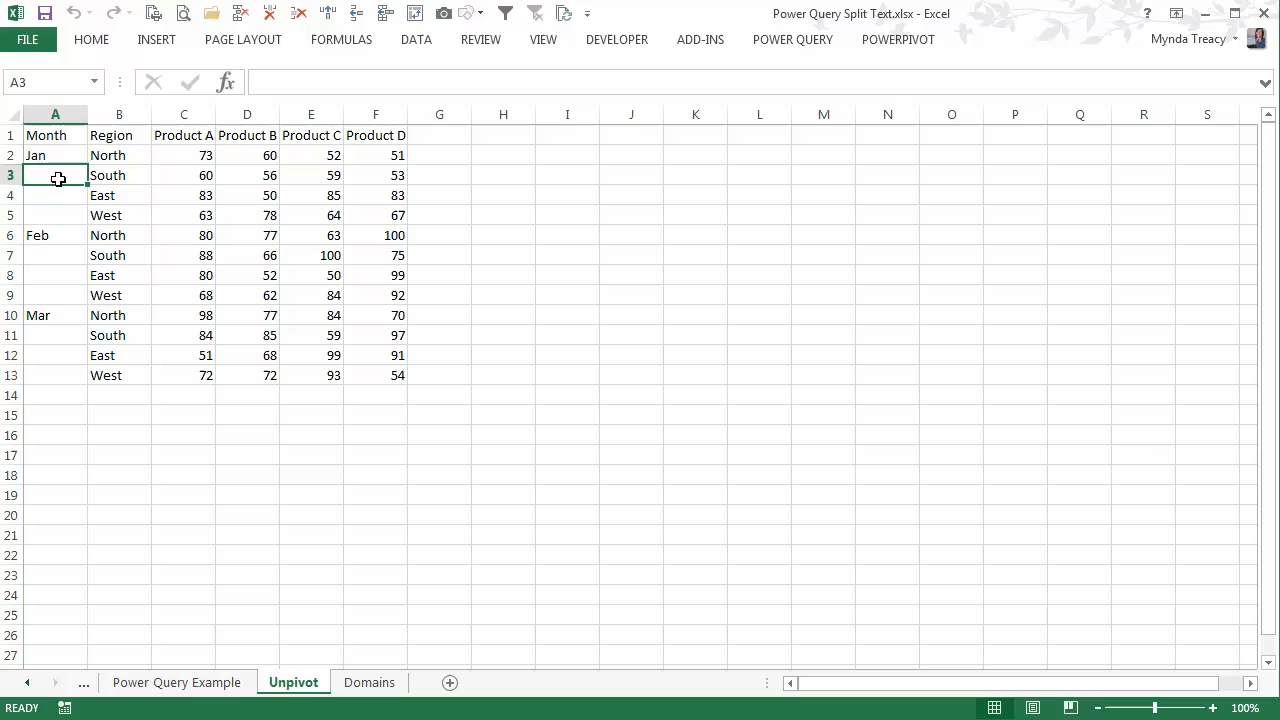 Power Query Split Text.xlsx - Excel
FILE HOME INSERT PAGE LAYOUT FORMULAS DATA REVIEW VIEW DEVELOPER ADD-INS POWER QUERY POWERPIVOT Mynda Treacy
A3 fx
A B C D E F G H I J K L M N O P Q R S
1 Month Region Product A Product B Product C Product D
2 Jan North 73 60 52 51
3 South 60 56 59 53
4 East 83 50 85 83
5 West 63 78 64 67
6 Feb North 80 77 63 100
7 South 88 66 100 75
8 East 80 52 50 99
9 West 68 62 84 92
10 Mar North 98 77 84 70
11 South 84 85 59 97
12 East 51 68 99 91
13 West 72 72 93 54
14
15
16
17
18
19
20
21
22
23
24
25
26
27
... Power Query Example Unpivot Domains
READY 100%